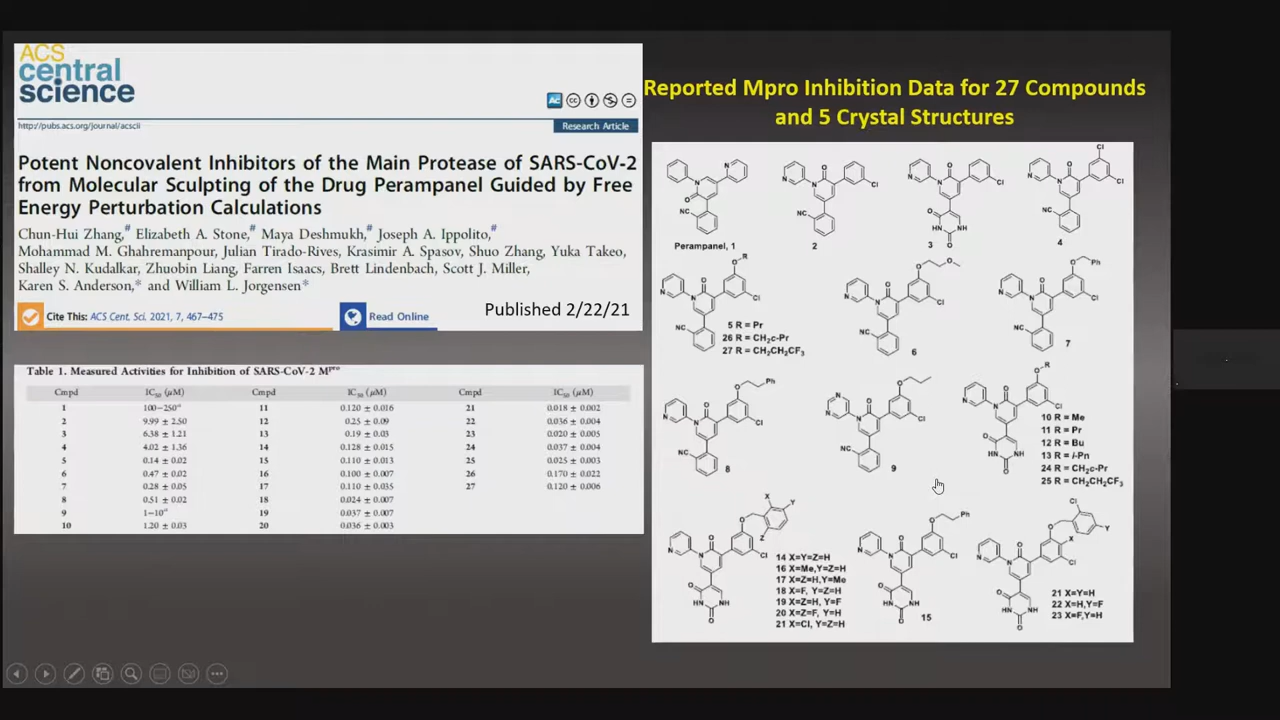 ACS
central
science
http://pubs.acs.org/journal/acscii
Research Article
Potent Noncovalent Inhibitors of the Main Protease of SARS-CoV-2
from Molecular Sculpting of the Drug Perampanel Guided by Free
Energy Perturbation Calculations
Chun-Hui Zhang,# Elizabeth A. Stone,# Maya Deshmukh,# Joseph A. Ippolito,#
Mohammad M. Ghahremanpour, Julian Tirado-Rives, Krasimir A. Spasov, Shuo Zhang, Yuka Takeo,
Shalley N. Kudalkar, Zhuobin Liang, Farren Isaacs, Brett Lindenbach, Scott J. Miller,
Karen S. Anderson,* and William L. Jorgensen*
Cite This: ACS Cent. Sci. 2021, 7, 467–475
Read Online
Published 2/22/21
Table 1. Measured Activities for Inhibition of SARS-CoV-2 Mpro
Cmpd IC50 (μM) Cmpd IC50 (μM) Cmpd IC50 (μM)
1 100–250a 11 0.120 ± 0.016 21 0.018 ± 0.002
2 9.99 ± 2.50 12 0.25 ± 0.09 22 0.036 ± 0.004
3 6.38 ± 1.21 13 0.19 ± 0.03 23 0.020 ± 0.005
4 4.02 ± 1.36 14 0.128 ± 0.015 24 0.037 ± 0.004
5 0.14 ± 0.02 15 0.110 ± 0.013 25 0.025 ± 0.003
6 0.47 ± 0.02 16 0.100 ± 0.007 26 0.170 ± 0.022
7 0.28 ± 0.05 17 0.110 ± 0.035 27 0.120 ± 0.006
8 0.51 ± 0.02 18 0.024 ± 0.007
9 1–10a 19 0.037 ± 0.007
10 1.20 ± 0.03 20 0.036 ± 0.003
Reported Mpro Inhibition Data for 27 Compounds
and 5 Crystal Structures
Perampanel, 1
2
3
4
5 R = Pr
26 R = CH2c-Pr
27 R = CH2CH2CF3
6
7
8
9
10 R = Me
11 R = Pr
12 R = Bu
13 R = i-Pn
24 R = CH2c-Pr
25 R = CH2CH2CF3
14 X=Y=Z=H
16 X=Me,Y=Z=H
17 X=Z=H,Y=Me
18 X=F, Y=Z=H
19 X=Z=H, Y=F
20 X=Z=F, Y=H
21 X=Cl, Y=Z=H
15
21 X=Y=H
22 X=H,Y=F
23 X=F,Y=H